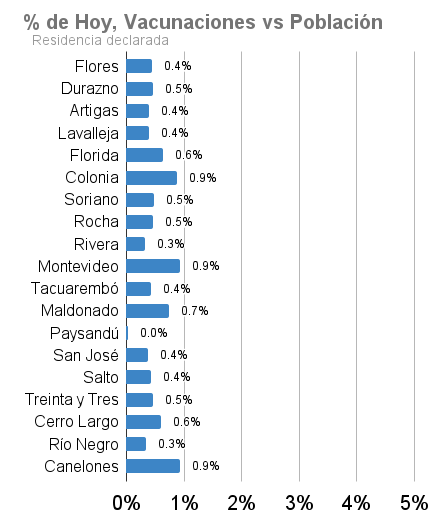 % de Hoy, Vacunaciones vs Población
Residencia declarada
Flores 0.4%
Durazno 0.5%
Artigas 0.4%
Lavalleja 0.4%
Florida 0.6%
Colonia 0.9%
Soriano 0.5%
Rocha 0.5%
Rivera 0.3%
Montevideo 0.9%
Tacuarembó 0.4%
Maldonado 0.7%
Paysandú 0.0%
San José 0.4%
Salto 0.4%
Treinta y Tres 0.5%
Cerro Largo 0.6%
Río Negro 0.3%
Canelones 0.9%
0% 1% 2% 3% 4% 5%